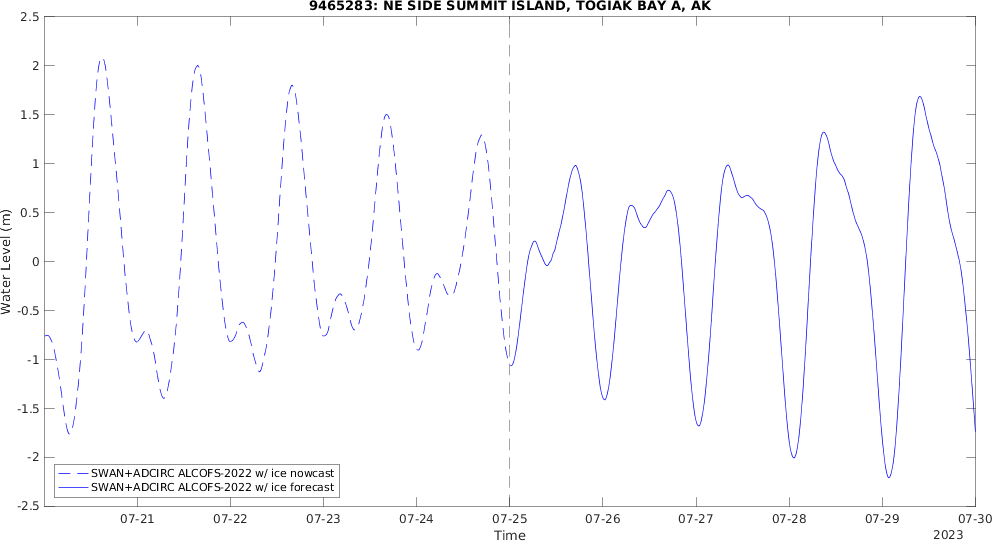 9465283: NE SIDE SUMMIT ISLAND, TOGIAK BAY A, AK
2.5
2
1.5
1
0.5
0
-0.5
-1
-1.5
-2
-2.5
Water Level (m)
SWAN+ADCIRC ALCOFS-2022 w/ ice nowcast
SWAN+ADCIRC ALCOFS-2022 w/ ice forecast
07-21 07-22 07-23 07-24 07-25 07-26 07-27 07-28 07-29 07-30
Time
2023